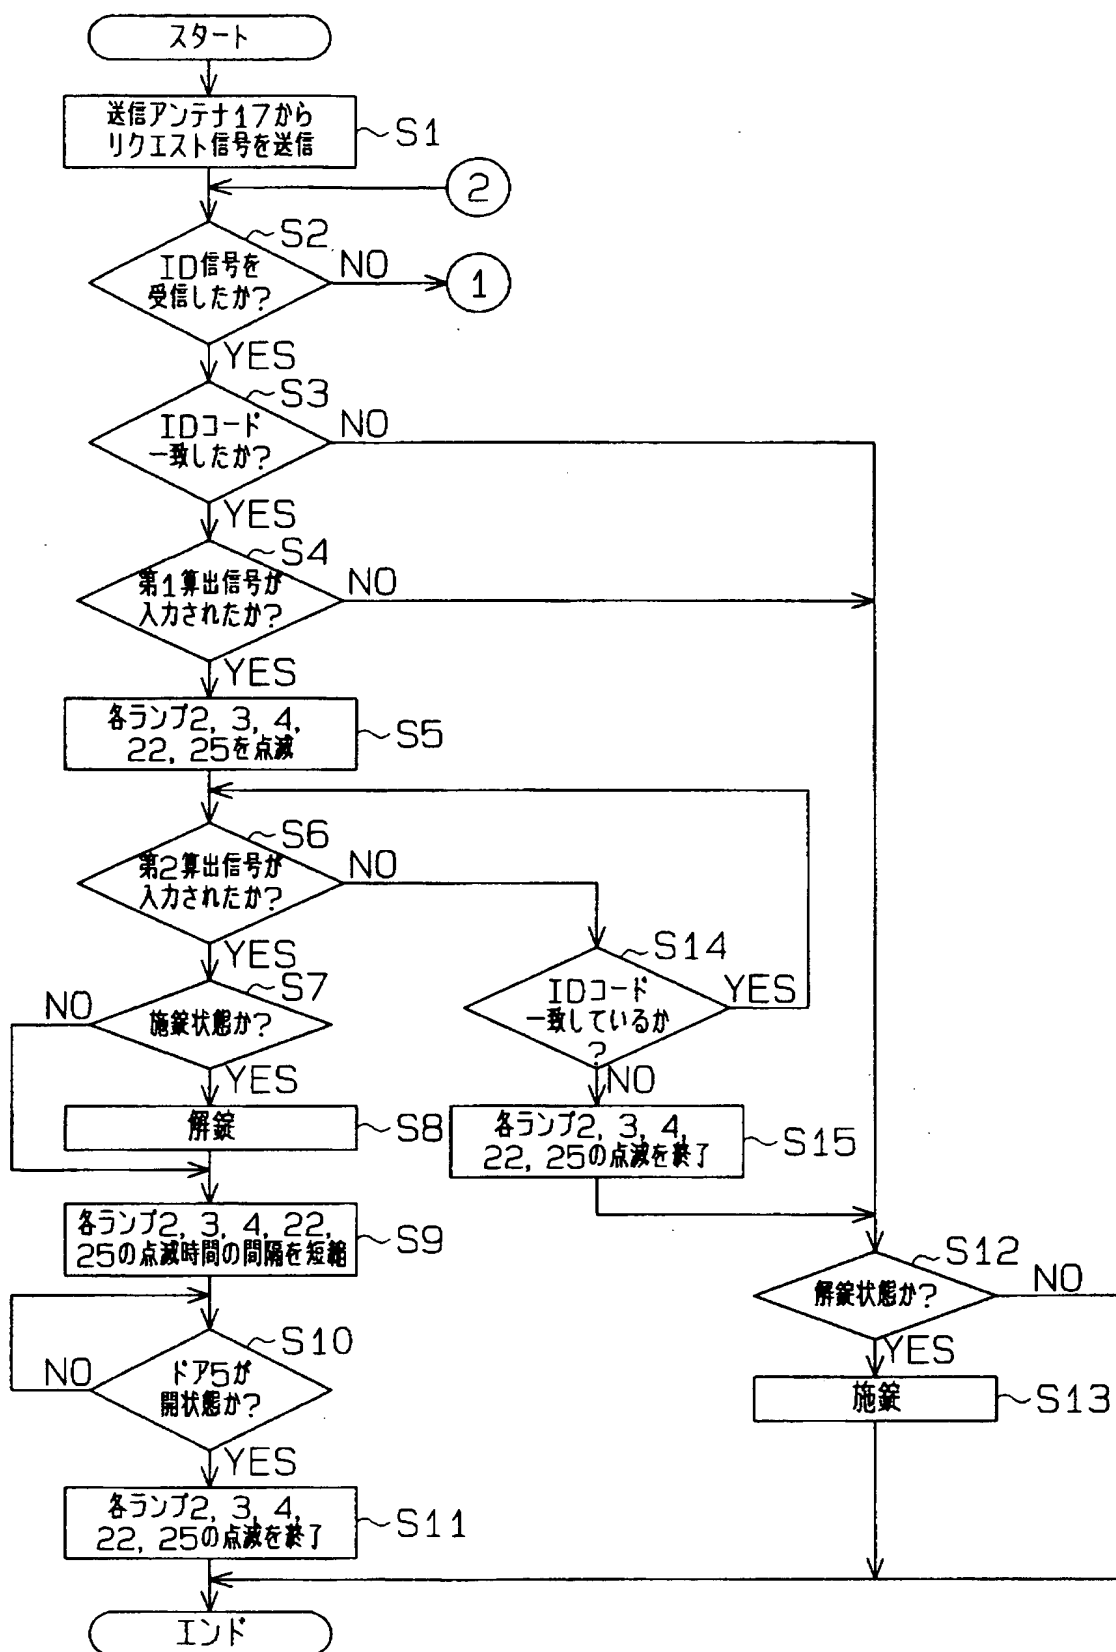 スタート
送信アンテナ17から
リクエスト信号を送信
S1
2
S2
ID信号を
受信したか?
NO
1
YES
S3
IDコード
一致したか?
NO
YES
S4
第1算出信号が
入力されたか?
NO
YES
各ランプ2, 3, 4,
22, 25を点滅
S5
S6
第2算出信号が
入力されたか?
NO
YES
S14
IDコード
一致しているか
?
YES
NO
S7
施錠状態か?
NO
YES
解錠
S8
各ランプ2, 3, 4,
22, 25の点滅を終了
S15
各ランプ2, 3, 4, 22,
25の点滅時間の間隔を短縮
S9
S12
解錠状態か?
NO
YES
S10
ドア5が
開状態か?
NO
YES
施錠
S13
各ランプ2, 3, 4,
22, 25の点滅を終了
S11
エンド